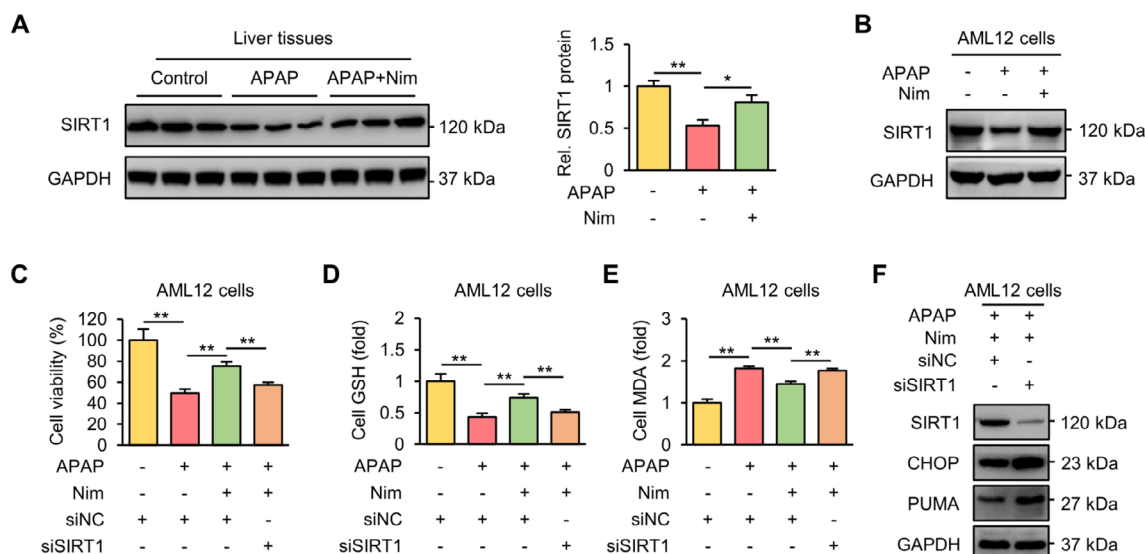 A
Liver tissues
Control APAP APAP+Nim
SIRT1 120 kDa
GAPDH 37 kDa
Rel. SIRT1 protein
1.5
1
0.5
0
** *
APAP - + +
Nim - - +
B
AML12 cells
APAP - + +
Nim - - +
SIRT1 120 kDa
GAPDH 37 kDa
C
AML12 cells
Cell viability (%)
120
100
80
60
40
20
0
** ** **
APAP - + + +
Nim - - + +
siNC + + + -
siSIRT1 - - - +
D
AML12 cells
Cell GSH (fold)
2
1.5
1
0.5
0
** ** **
APAP - + + +
Nim - - + +
siNC + + + -
siSIRT1 - - - +
E
AML12 cells
Cell MDA (fold)
3
2
1
0
** ** **
APAP - + + +
Nim - - + +
siNC + + + -
siSIRT1 - - - +
F
AML12 cells
APAP + +
Nim + +
siNC + -
siSIRT1 - +
SIRT1 120 kDa
CHOP 23 kDa
PUMA 27 kDa
GAPDH 37 kDa